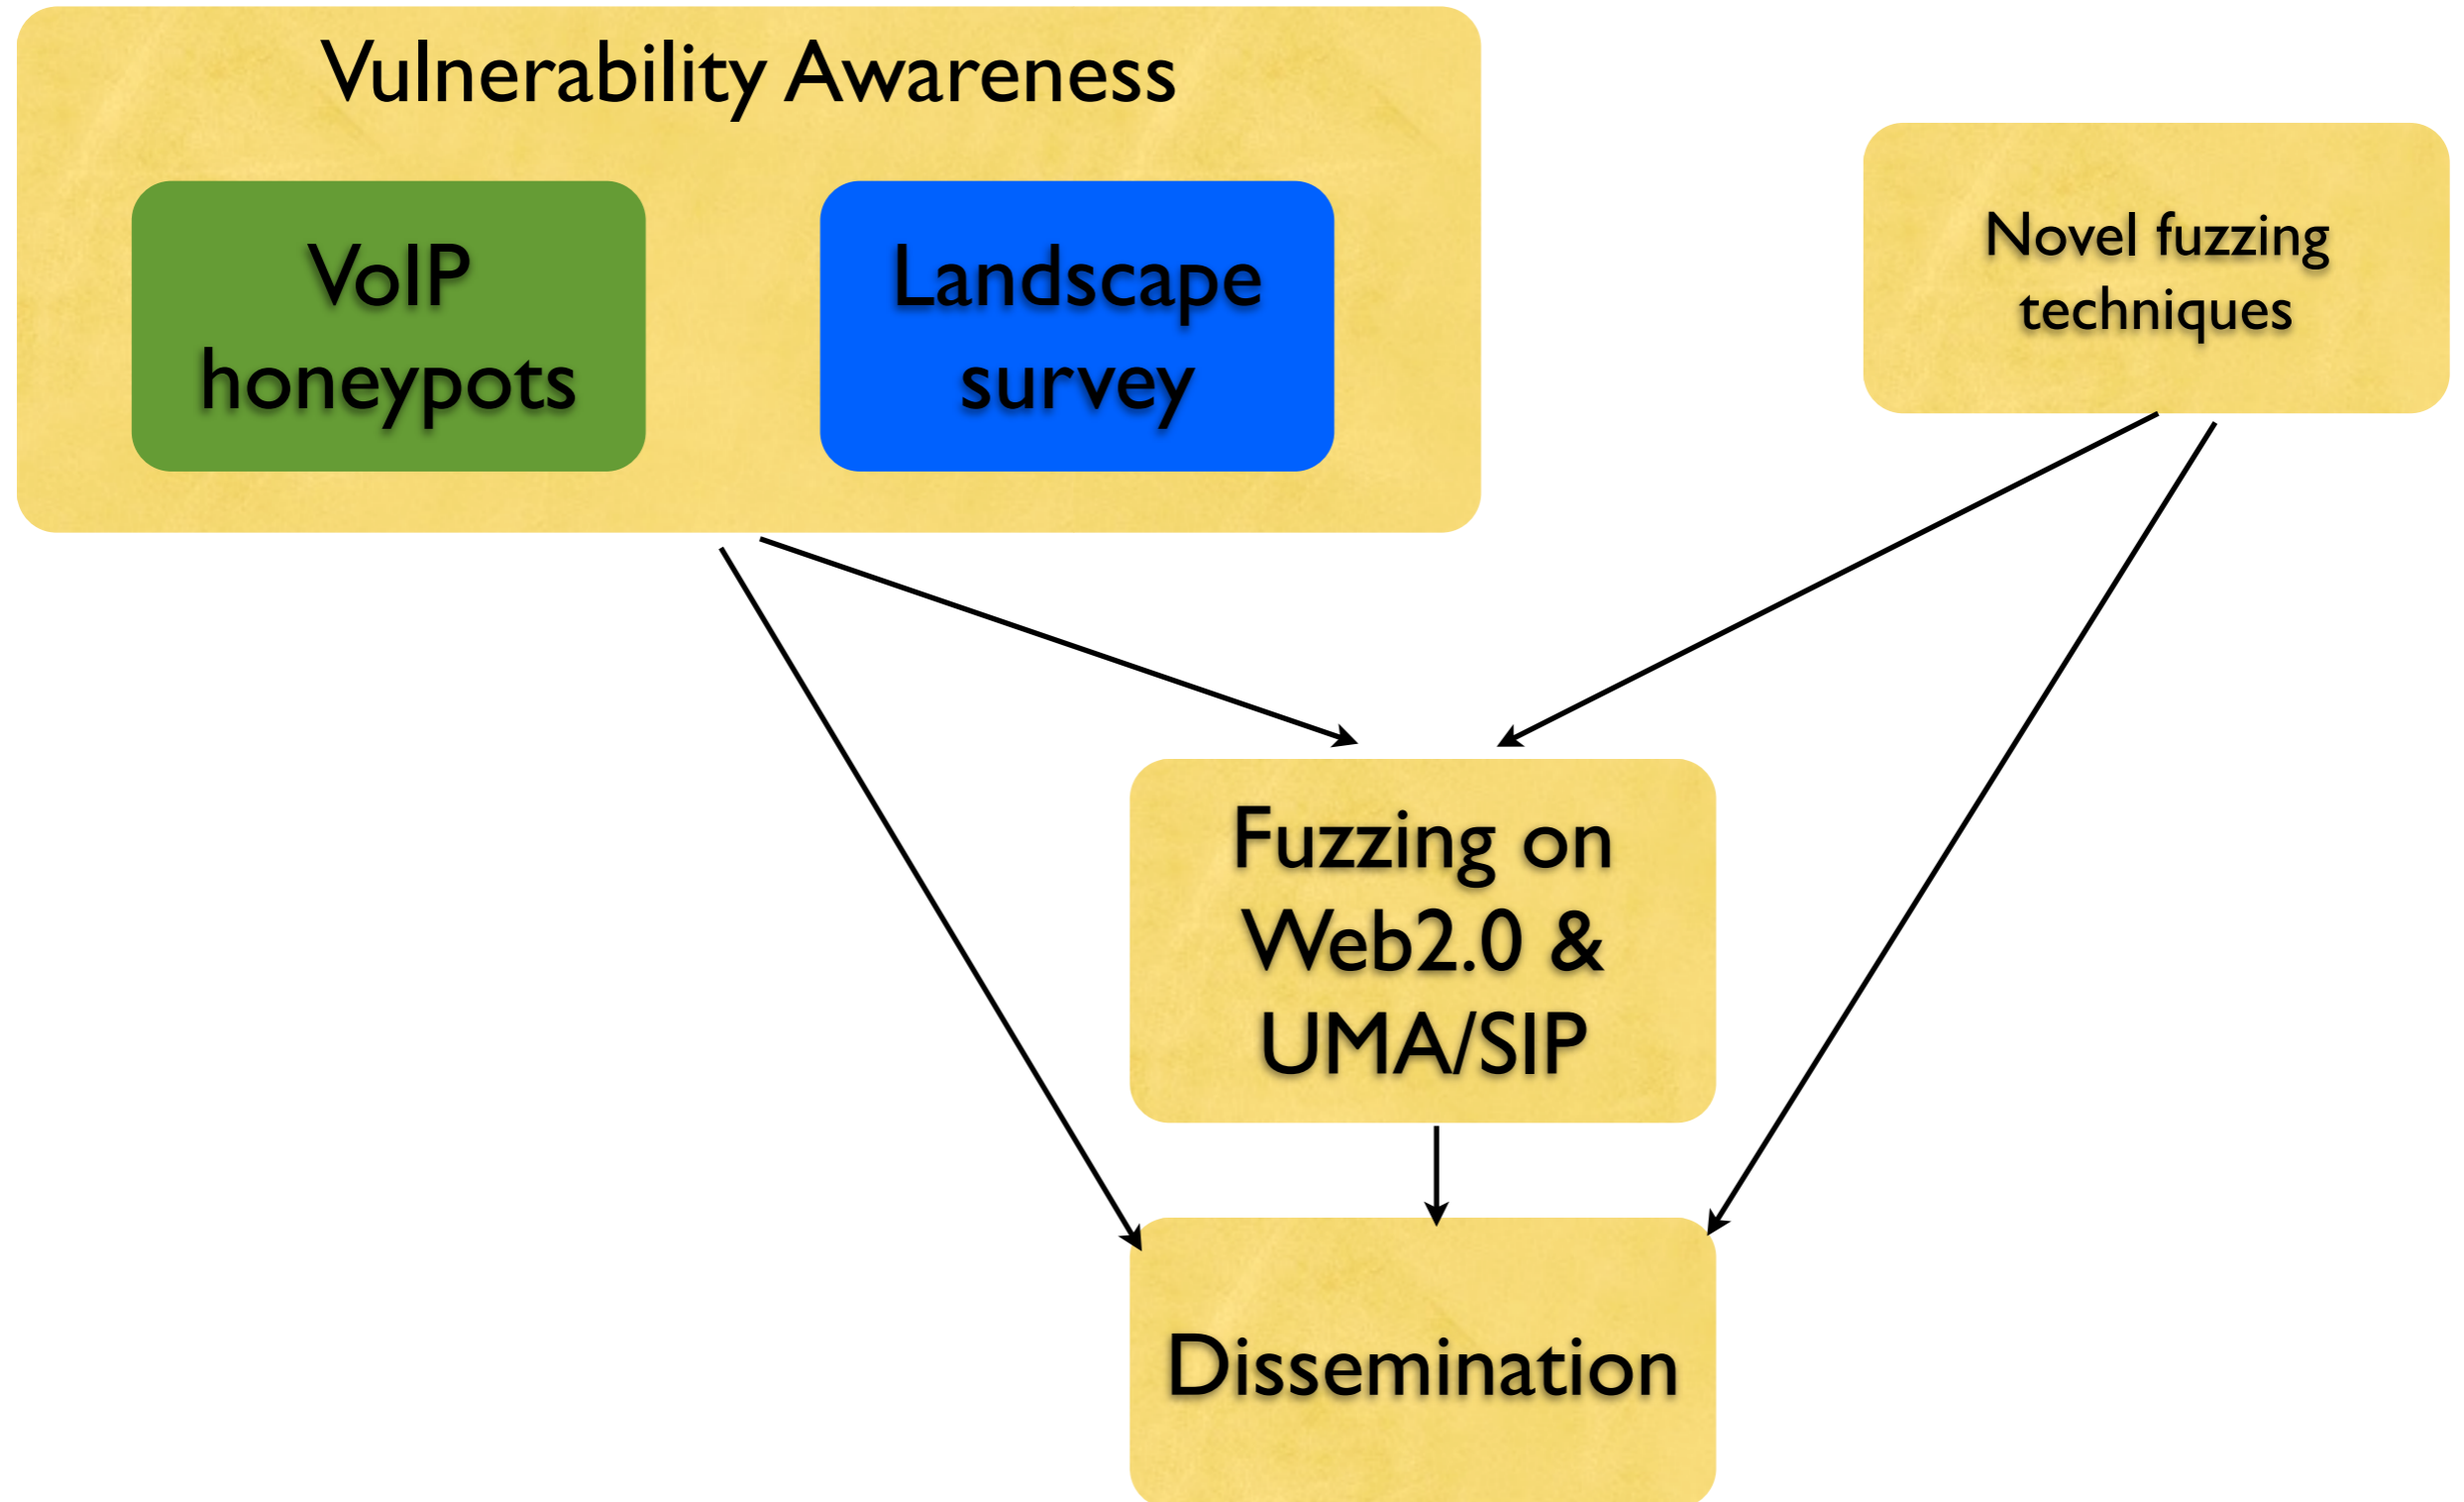 Vulnerability Awareness
VoIP
honeypots
Landscape
survey
Novel fuzzing
techniques
Fuzzing on
Web2.0 &
UMA/SIP
Dissemination